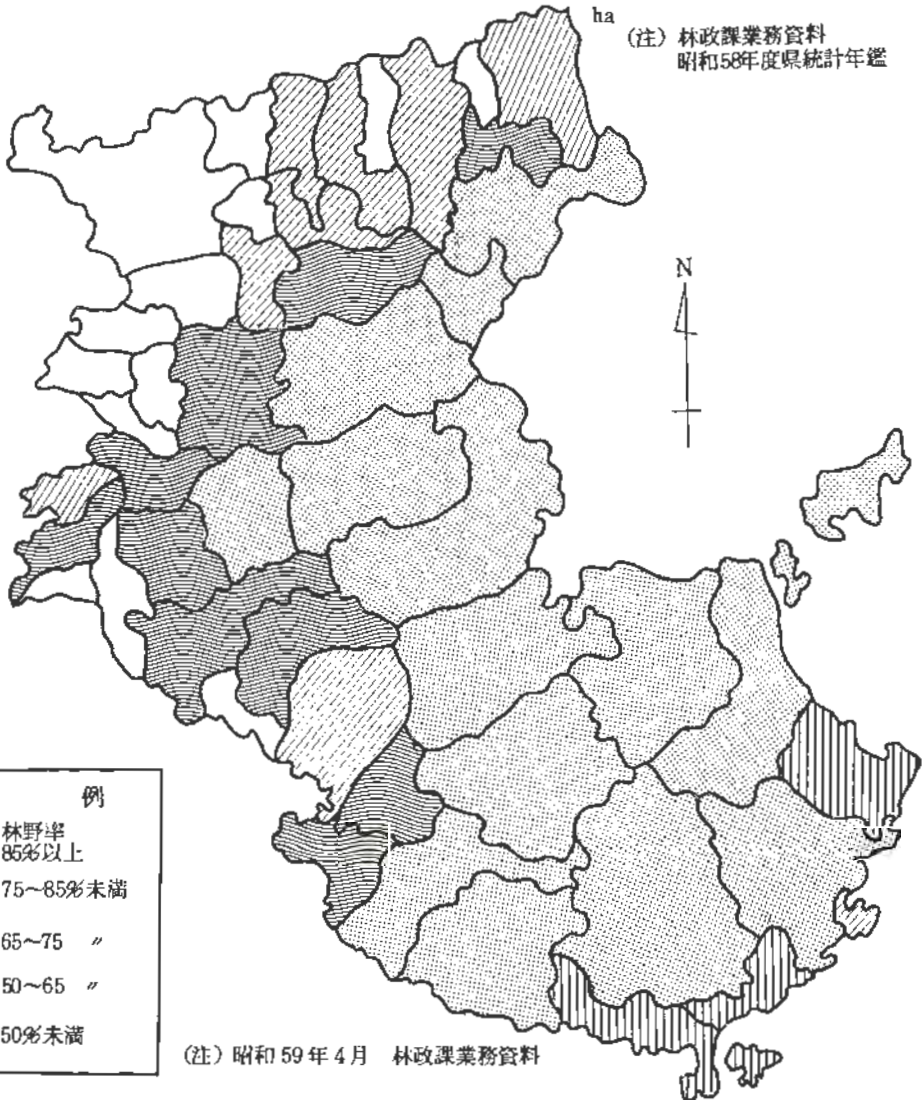 ha
(注) 林政課業務資料
昭和58年度県統計年鑑
N
例
林野率
85%以上
75~85%未満
65~75 〃
50~65 〃
50%未満
(注) 昭和59年4月 林政課業務資料